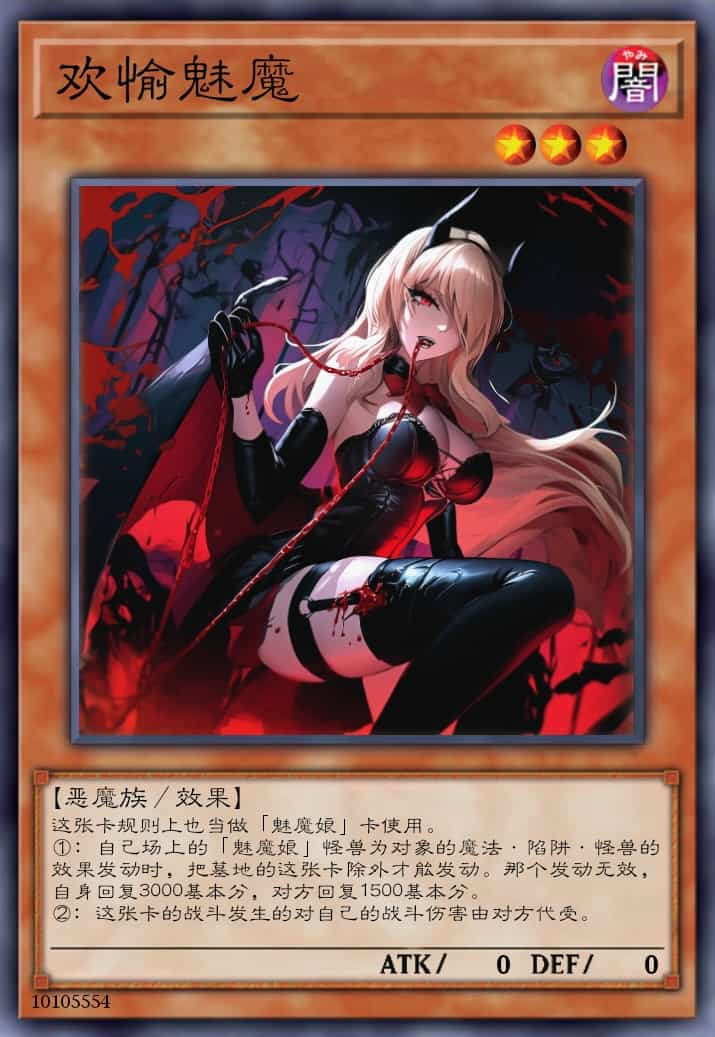 欢愉魅魔
やみ
闇
【恶魔族／效果】
这张卡规则上也当做「魅魔娘」卡使用。
①：自己场上的「魅魔娘」怪兽为对象的魔法·陷阱·怪兽的
效果发动时，把墓地的这张卡除外才能发动。那个发动无效，
自身回复3000基本分，对方回复1500基本分。
②：这张卡的战斗发生的对自己的战斗伤害由对方代受。
ATK/ 0 DEF/ 0
10105554